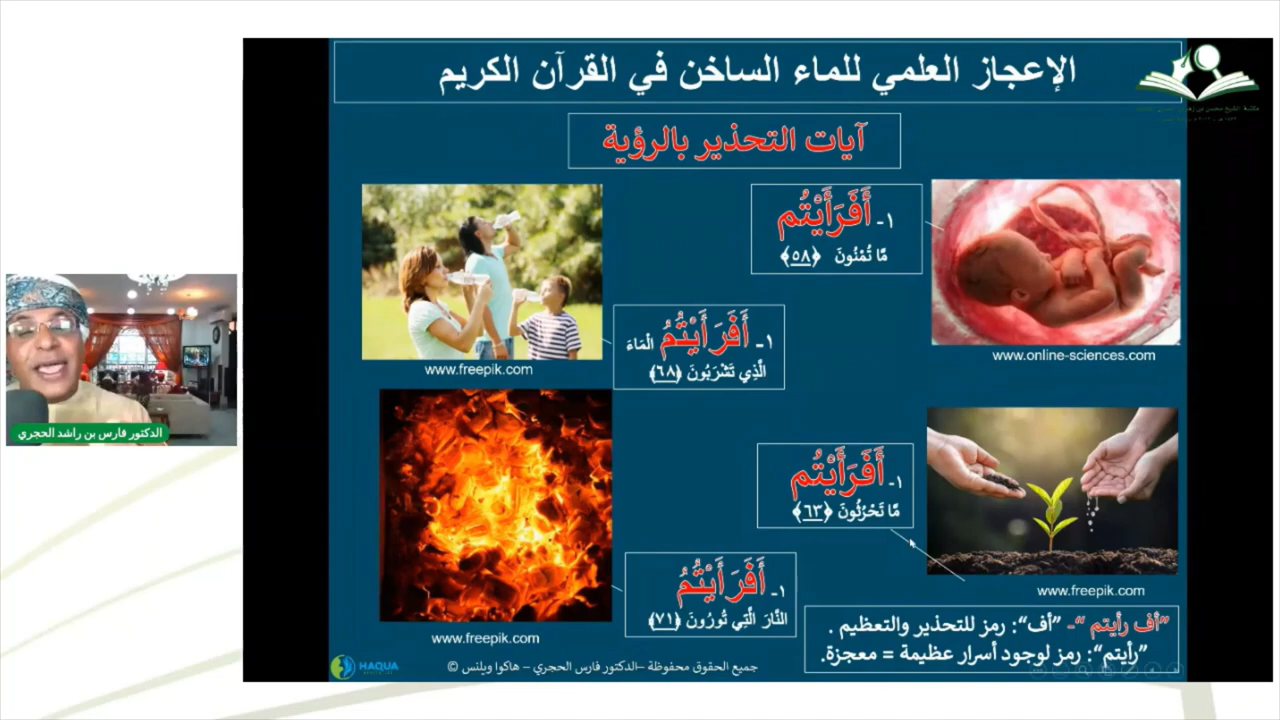 الإعجاز العلمي للماء الساخن في القرآن الكريم
آيات التحذير بالرؤية
١- أَفَرَأَيْتُم
مَّا تُمْنُونَ ﴿٥٨﴾
www.online-sciences.com
www.freepik.com
١- أَفَرَأَيْتُمُ الْمَاءَ
الَّذِي تَشْرَبُونَ ﴿٦٨﴾
١- أَفَرَأَيْتُم
مَّا تَحْرُثُونَ ﴿٦٣﴾
www.freepik.com
١- أَفَرَأَيْتُمُ
النَّارَ الَّتِي تُورُونَ ﴿٧١﴾
www.freepik.com
”أف رأيتم “- ”أف“: رمز للتحذير والتعظيم .
”رأيتم“: رمز لوجود أسرار عظيمة = معجزة.
جميع الحقوق محفوظة –الدكتور فارس الحجري – هاكوا ويلنس ©
HAQUA
الدكتور فارس بن راشد الحجري